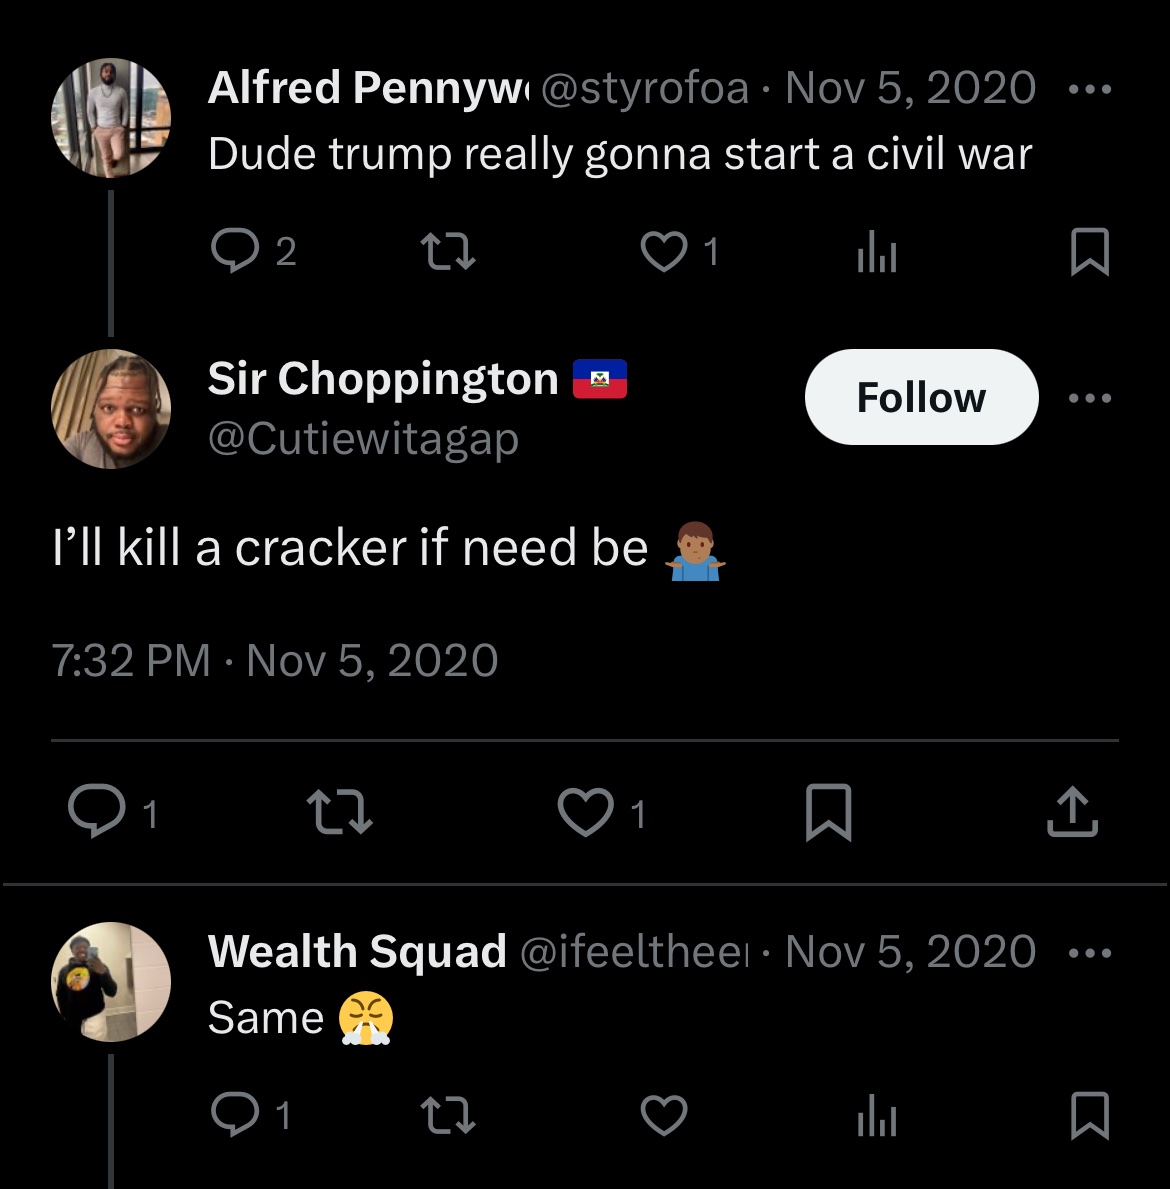 Alfred Pennyw @styrofoa · Nov 5, 2020
Dude trump really gonna start a civil war
2 1
Sir Choppington 🇭🇹
Follow
@Cutiewitagap
I’ll kill a cracker if need be 🤷🏾‍♂️
7:32 PM · Nov 5, 2020
1 1
Wealth Squad @ifeelthee · Nov 5, 2020
Same 😤
1